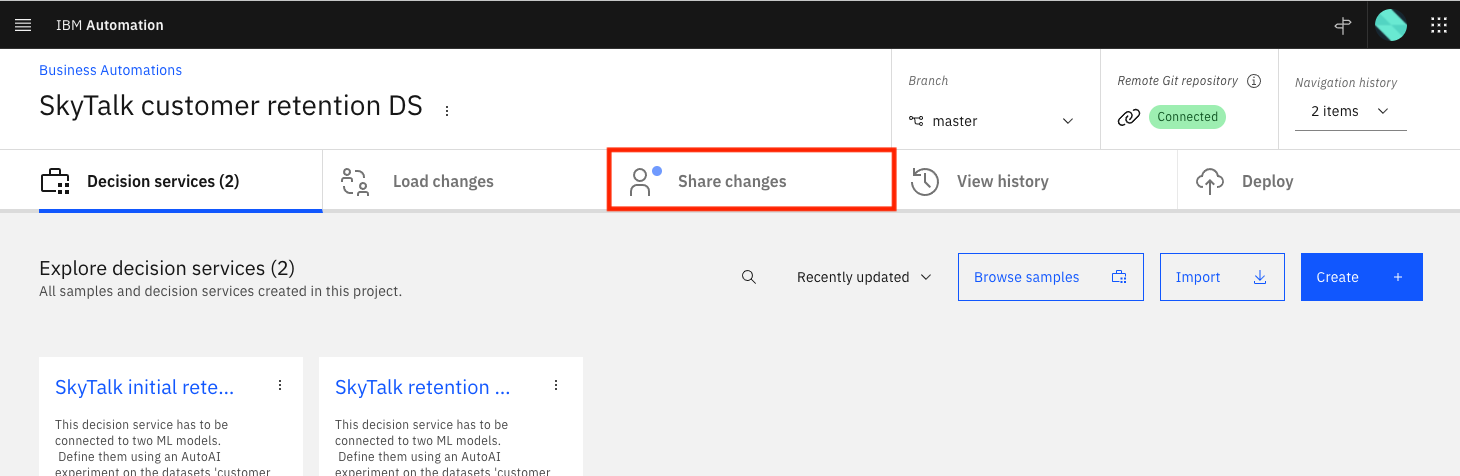 IBM Automation
Business Automations
SkyTalk customer retention DS
Branch
master
Remote Git repository
Connected
Navigation history
2 items
Decision services (2)
Load changes
Share changes
View history
Deploy
Explore decision services (2)
All samples and decision services created in this project.
Recently updated
Browse samples
Import
Create
SkyTalk initial rete...
This decision service has to be
connected to two ML models.
Define them using an AutoAI
experiment on the datasets 'customer
SkyTalk retention ...
This decision service has to be
connected to two ML models.
Define them using an AutoAI
experiment on the datasets 'customer